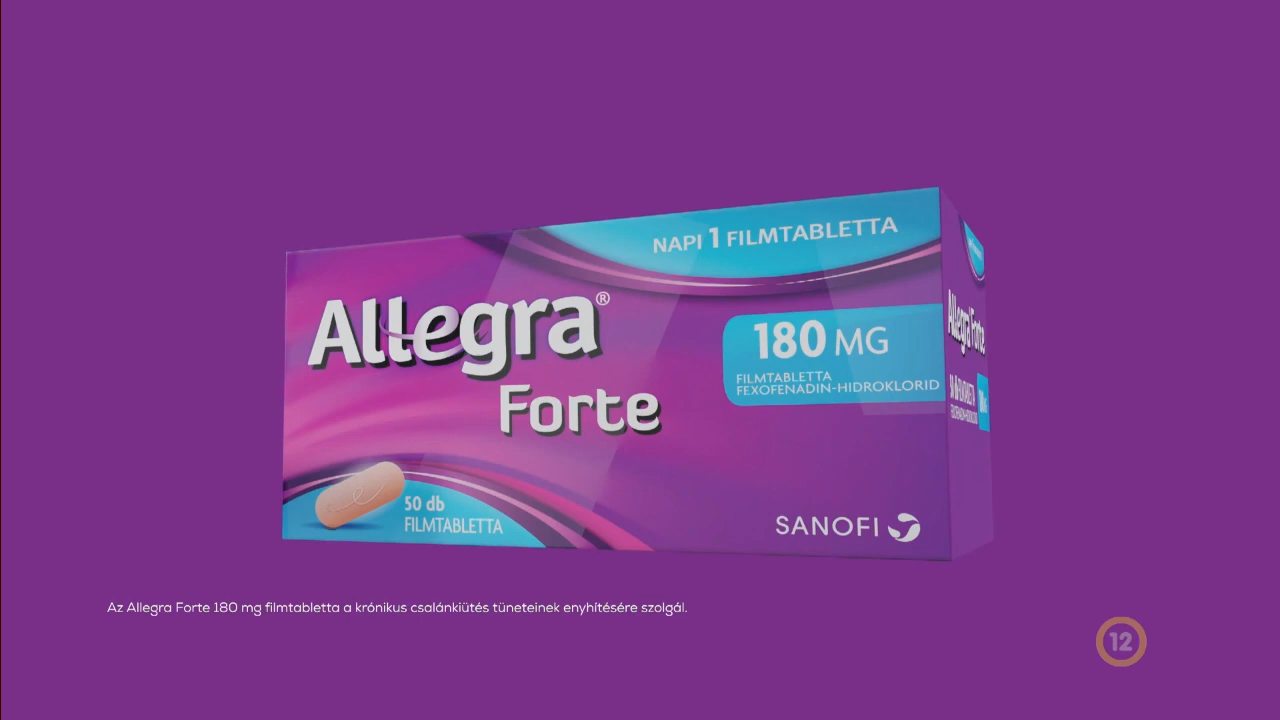 NAPI 1 FILMTABLETTA
Allegra®
Forte
180 MG
FILMTABLETTA
FEXOFENADIN-HIDROKLORID
50 db
FILMTABLETTA
SANOFI
Allegra Forte
Az Allegra Forte 180 mg filmtabletta a krónikus csalánkiütés tüneteinek enyhítésére szolgál.
12